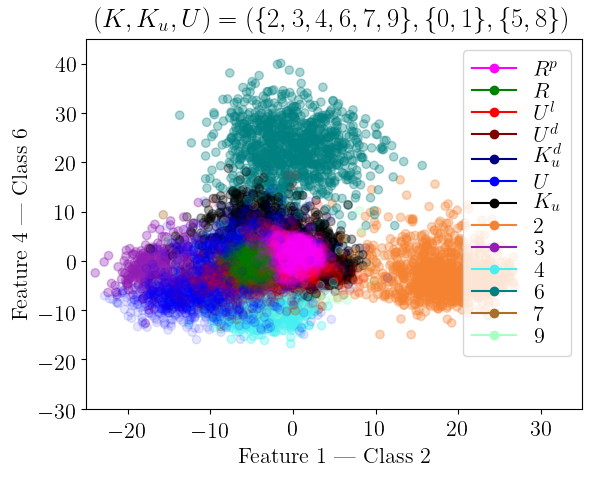 (K, K_u, U) = ({2, 3, 4, 6, 7, 9}, {0, 1}, {5, 8})
40
30
20
10
0
−10
−20
−30
Feature 4 — Class 6
R^p
R
U^l
U^d
K_u^d
U
K_u
2
3
4
6
7
9
−20
−10
0
10
20
30
Feature 1 — Class 2